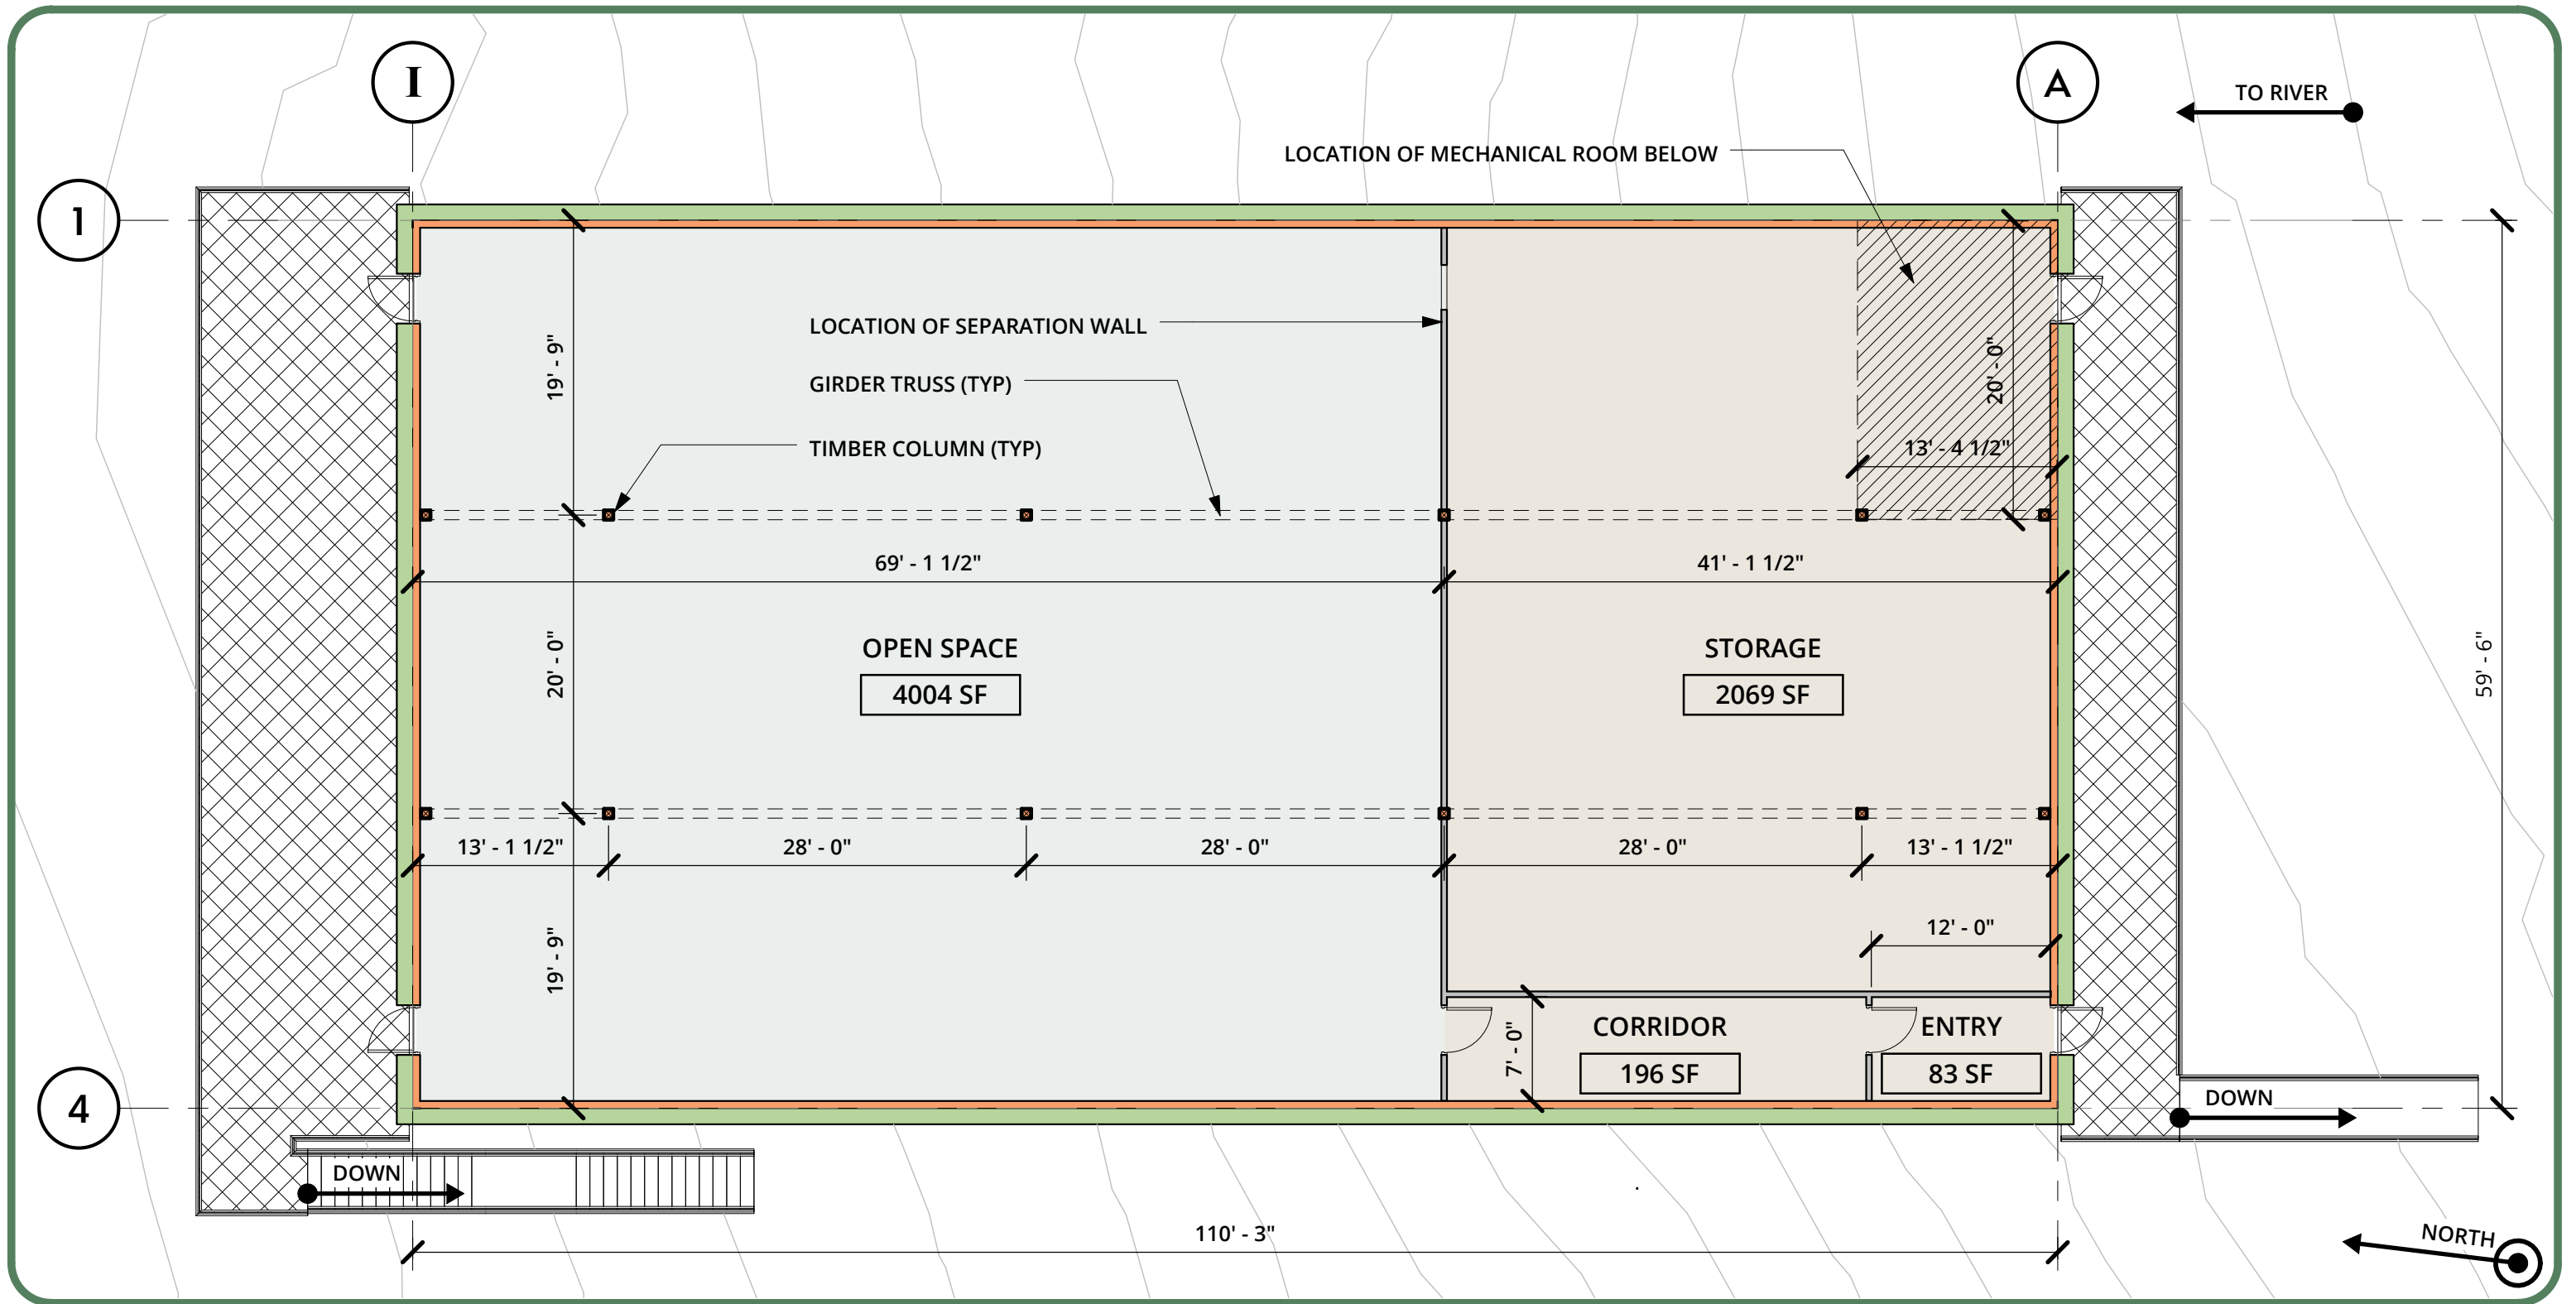 I
A
TO RIVER
LOCATION OF MECHANICAL ROOM BELOW
1
LOCATION OF SEPARATION WALL
19' - 9"
20' - 0"
GIRDER TRUSS (TYP)
TIMBER COLUMN (TYP)
13' - 4 1/2"
69' - 1 1/2"
41' - 1 1/2"
20' - 0"
OPEN SPACE
4004 SF
STORAGE
2069 SF
59' - 6"
13' - 1 1/2"
28' - 0"
28' - 0"
28' - 0"
13' - 1 1/2"
19' - 9"
12' - 0"
7' - 0"
CORRIDOR
196 SF
ENTRY
83 SF
4
DOWN
DOWN
110' - 3"
NORTH